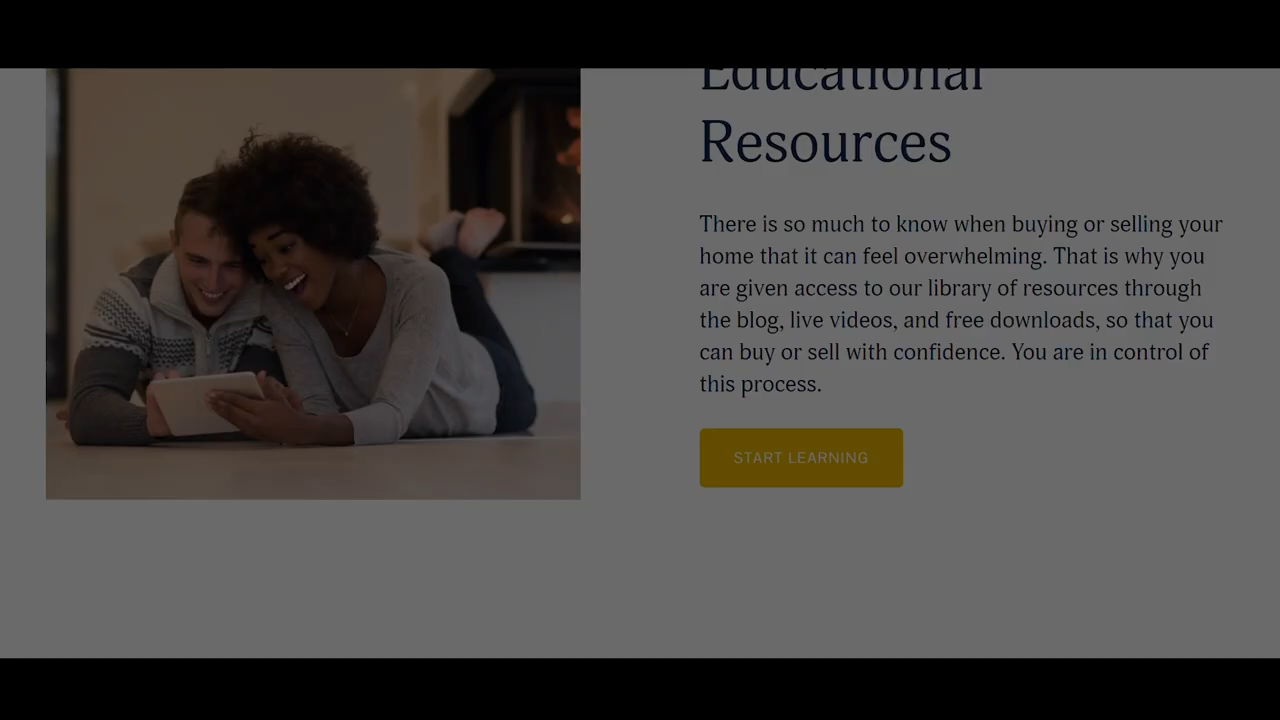 Educational
Resources
There is so much to know when buying or selling your
home that it can feel overwhelming. That is why you
are given access to our library of resources through
the blog, live videos, and free downloads, so that you
can buy or sell with confidence. You are in control of
this process.
START LEARNING